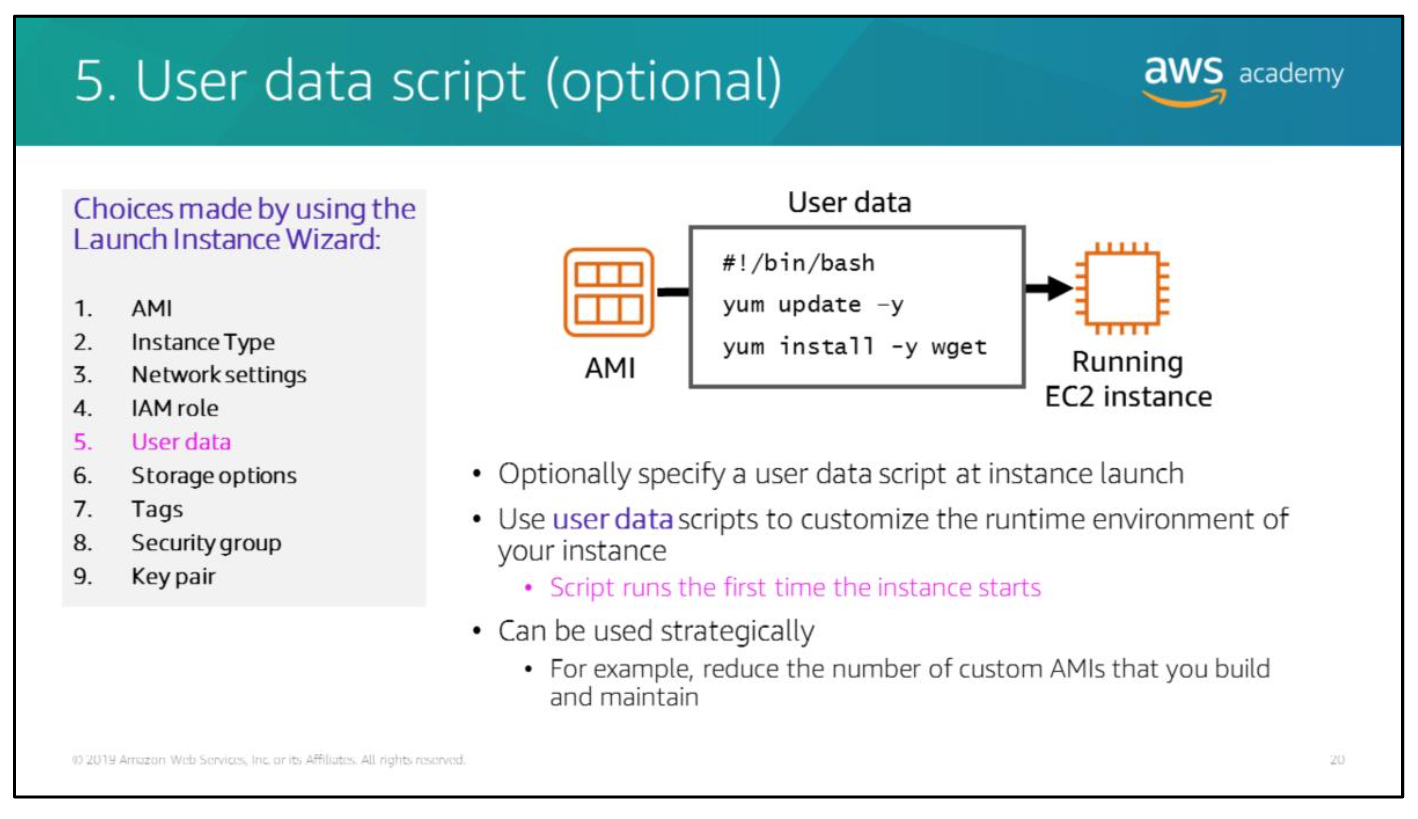 5. User data script (optional)
aws academy
Choices made by using the
Launch Instance Wizard:
1. AMI
2. Instance Type
3. Network settings
4. IAM role
5. User data
6. Storage options
7. Tags
8. Security group
9. Key pair
User data
#!/bin/bash
yum update –y
yum install -y wget
AMI
Running
EC2 instance
• Optionally specify a user data script at instance launch
• Use user data scripts to customize the runtime environment of
your instance
• Script runs the first time the instance starts
• Can be used strategically
• For example, reduce the number of custom AMIs that you build
and maintain
© 2019 Amazon Web Services, Inc. or its Affiliates. All rights reserved.
20